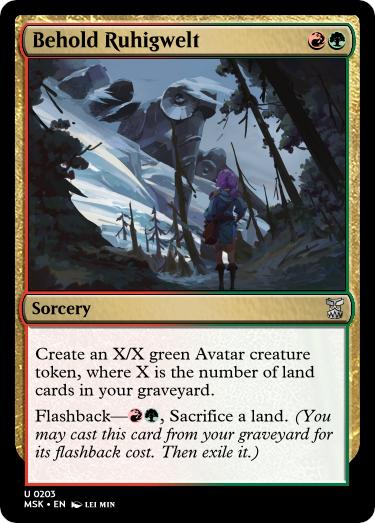 Behold Ruhigwelt
Sorcery
Create an X/X green Avatar creature
token, where X is the number of land
cards in your graveyard.
Flashback—, Sacrifice a land. (You
may cast this card from your graveyard for
its flashback cost. Then exile it.)
U 0203
MSK • EN LEI MIN